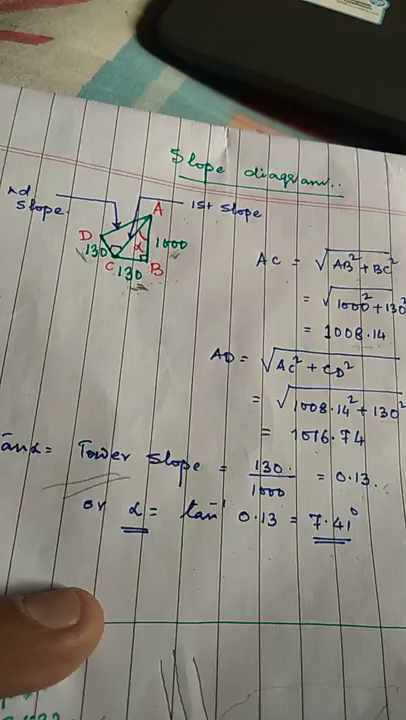 Slope diagram..
nd
Slope.
1st slope
A
D
α
1000
130
C
B
130
AC = √AB² + BC²
= √1000² + 130²
= 1008.14
AD = √AC² + CD²
= √1008.14² + 130²
= 1016.74
Tanα = Tower Slope = 130. / 1000 = 0.13.
or α = tan⁻¹ 0.13 = 7.41°